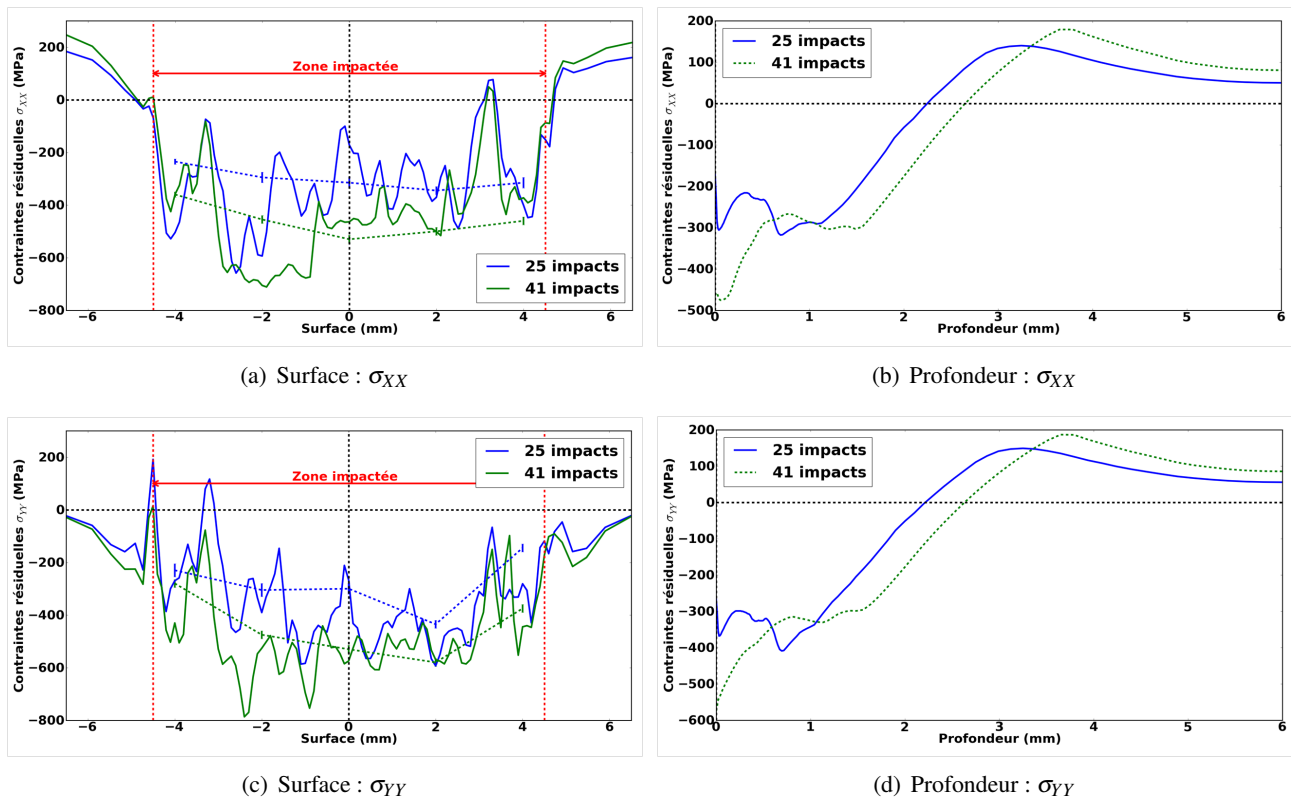 Contraintes résiduelles σXX (MPa)
200
0
−200
−400
−600
−800
Zone impactée
25 impacts
41 impacts
−6 −4 −2 0 2 4 6
Surface (mm)
(a) Surface : σXX
Contraintes résiduelles σXX (MPa)
200
100
0
−100
−200
−300
−400
−500
25 impacts
41 impacts
0 1 2 3 4 5 6
Profondeur (mm)
(b) Profondeur : σXX
Contraintes résiduelles σYY (MPa)
200
0
−200
−400
−600
−800
Zone impactée
25 impacts
41 impacts
−6 −4 −2 0 2 4 6
Surface (mm)
(c) Surface : σYY
Contraintes résiduelles σYY (MPa)
200
100
0
−100
−200
−300
−400
−500
−600
25 impacts
41 impacts
0 1 2 3 4 5 6
Profondeur (mm)
(d) Profondeur : σYY